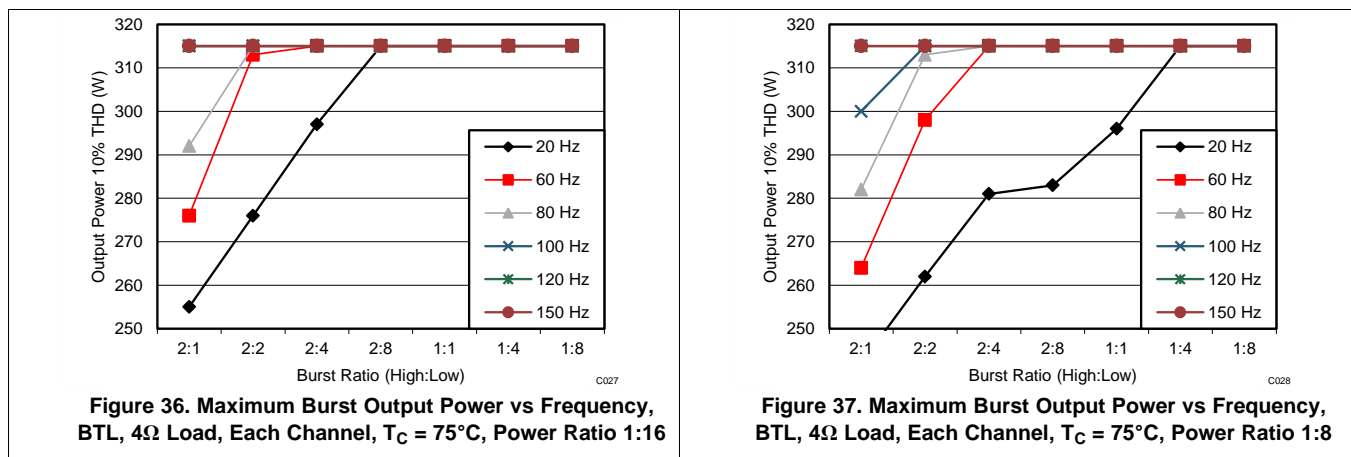 320
310
300
290
280
270
260
250
Output Power 10% THD (W)
20 Hz
60 Hz
80 Hz
100 Hz
120 Hz
150 Hz
2:1 2:2 2:4 2:8 1:1 1:4 1:8
Burst Ratio (High:Low)
C027
Figure 36. Maximum Burst Output Power vs Frequency,
BTL, 4Ω Load, Each Channel, TC = 75°C, Power Ratio 1:16
320
310
300
290
280
270
260
250
Output Power 10% THD (W)
20 Hz
60 Hz
80 Hz
100 Hz
120 Hz
150 Hz
2:1 2:2 2:4 2:8 1:1 1:4 1:8
Burst Ratio (High:Low)
C028
Figure 37. Maximum Burst Output Power vs Frequency,
BTL, 4Ω Load, Each Channel, TC = 75°C, Power Ratio 1:8